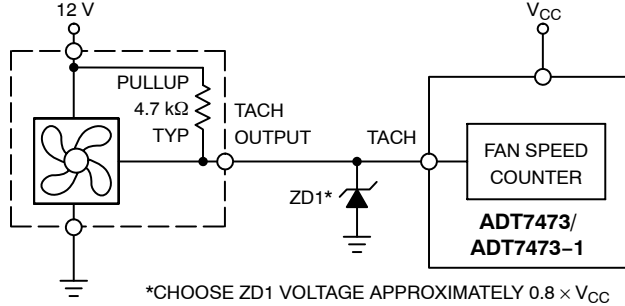 12 V
V_CC
PULLUP
4.7 kΩ
TYP
TACH
OUTPUT
TACH
FAN SPEED
COUNTER
ZD1*
ADT7473/
ADT7473–1
*CHOOSE ZD1 VOLTAGE APPROXIMATELY 0.8 × V_CC